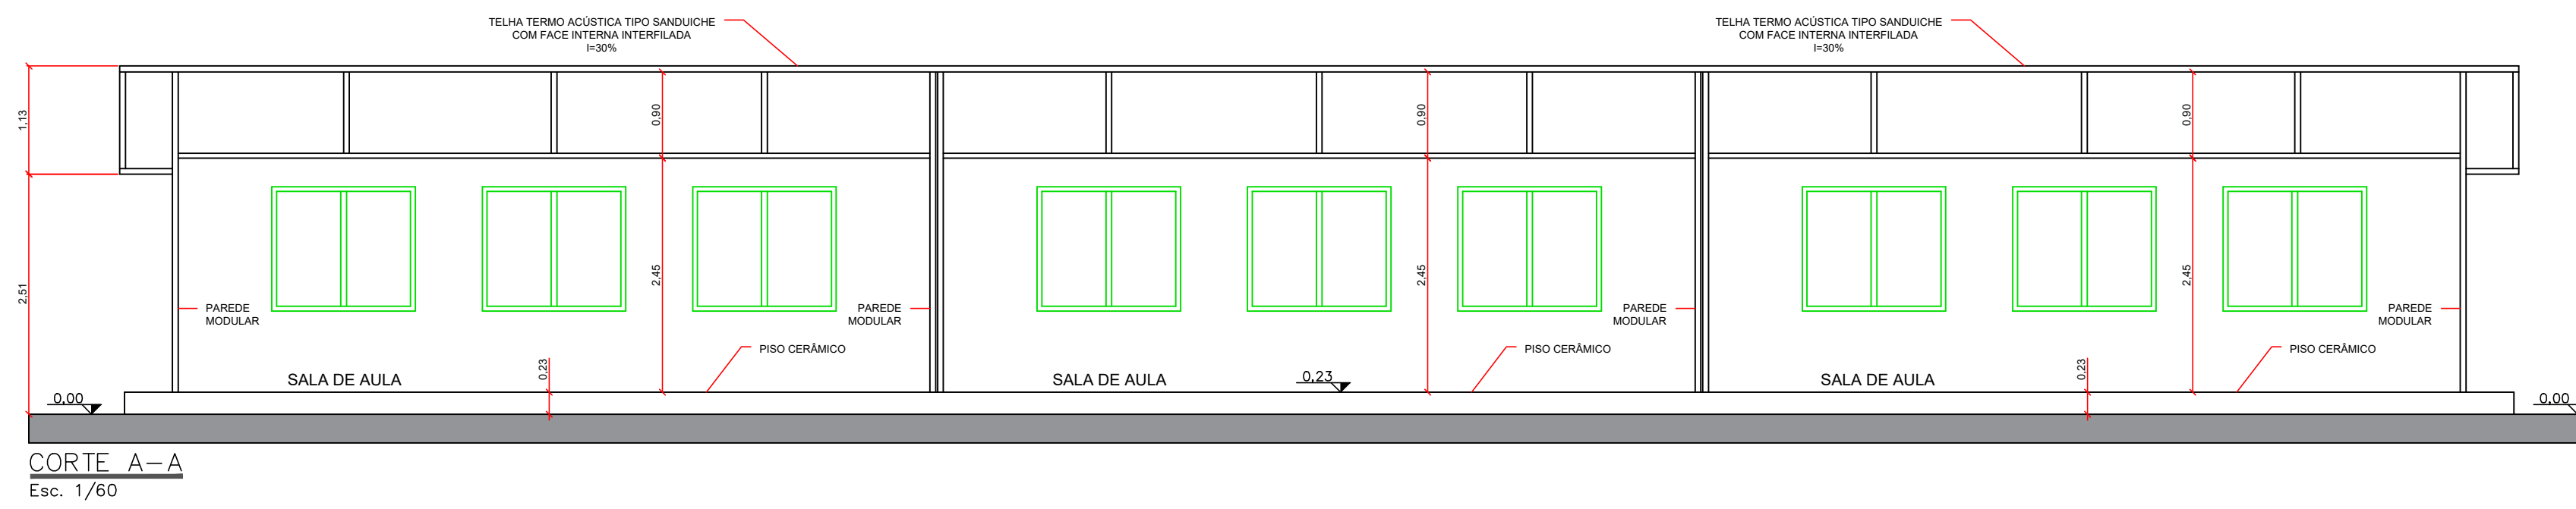 TELHA TERMO ACÚSTICA TIPO SANDUICHE
COM FACE INTERNA INTERFILADA
I=30%
TELHA TERMO ACÚSTICA TIPO SANDUICHE
COM FACE INTERNA INTERFILADA
I=30%
1,13
0,90
0,90
0,90
2,51
2,45
2,45
2,45
PAREDE
MODULAR
PAREDE
MODULAR
PAREDE
MODULAR
PAREDE
MODULAR
PISO CERÂMICO
PISO CERÂMICO
PISO CERÂMICO
0,23
0,23
SALA DE AULA
SALA DE AULA
0,23
SALA DE AULA
0,00
0,00
CORTE A-A
Esc. 1/60